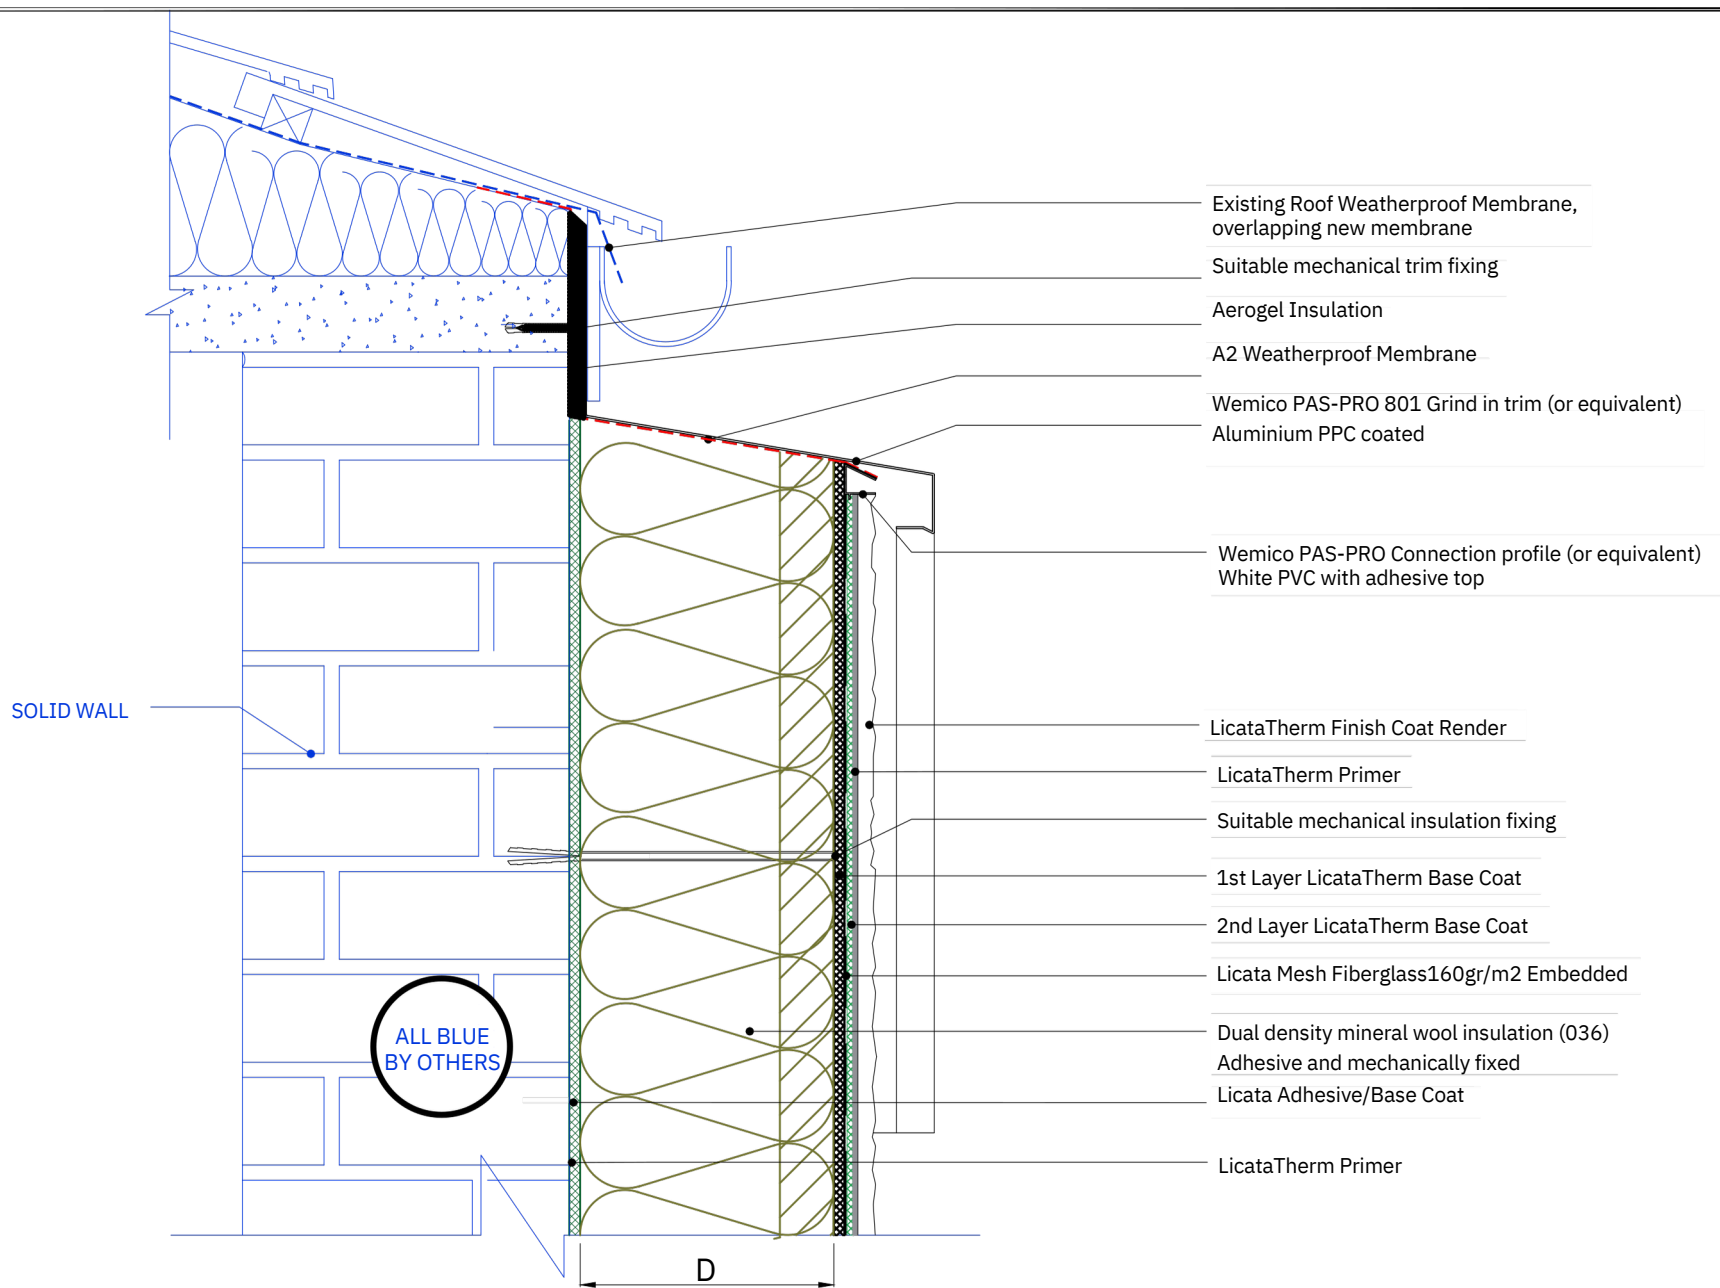 Existing Roof Weatherproof Membrane,
overlapping new membrane
Suitable mechanical trim fixing
Aerogel Insulation
A2 Weatherproof Membrane
Wemico PAS-PRO 801 Grind in trim (or equivalent)
Aluminium PPC coated
Wemico PAS-PRO Connection profile (or equivalent)
White PVC with adhesive top
SOLID WALL
LicataTherm Finish Coat Render
LicataTherm Primer
Suitable mechanical insulation fixing
1st Layer LicataTherm Base Coat
2nd Layer LicataTherm Base Coat
Licata Mesh Fiberglass160gr/m2 Embedded
ALL BLUE
BY OTHERS
Dual density mineral wool insulation (036)
Adhesive and mechanically fixed
Licata Adhesive/Base Coat
LicataTherm Primer
D